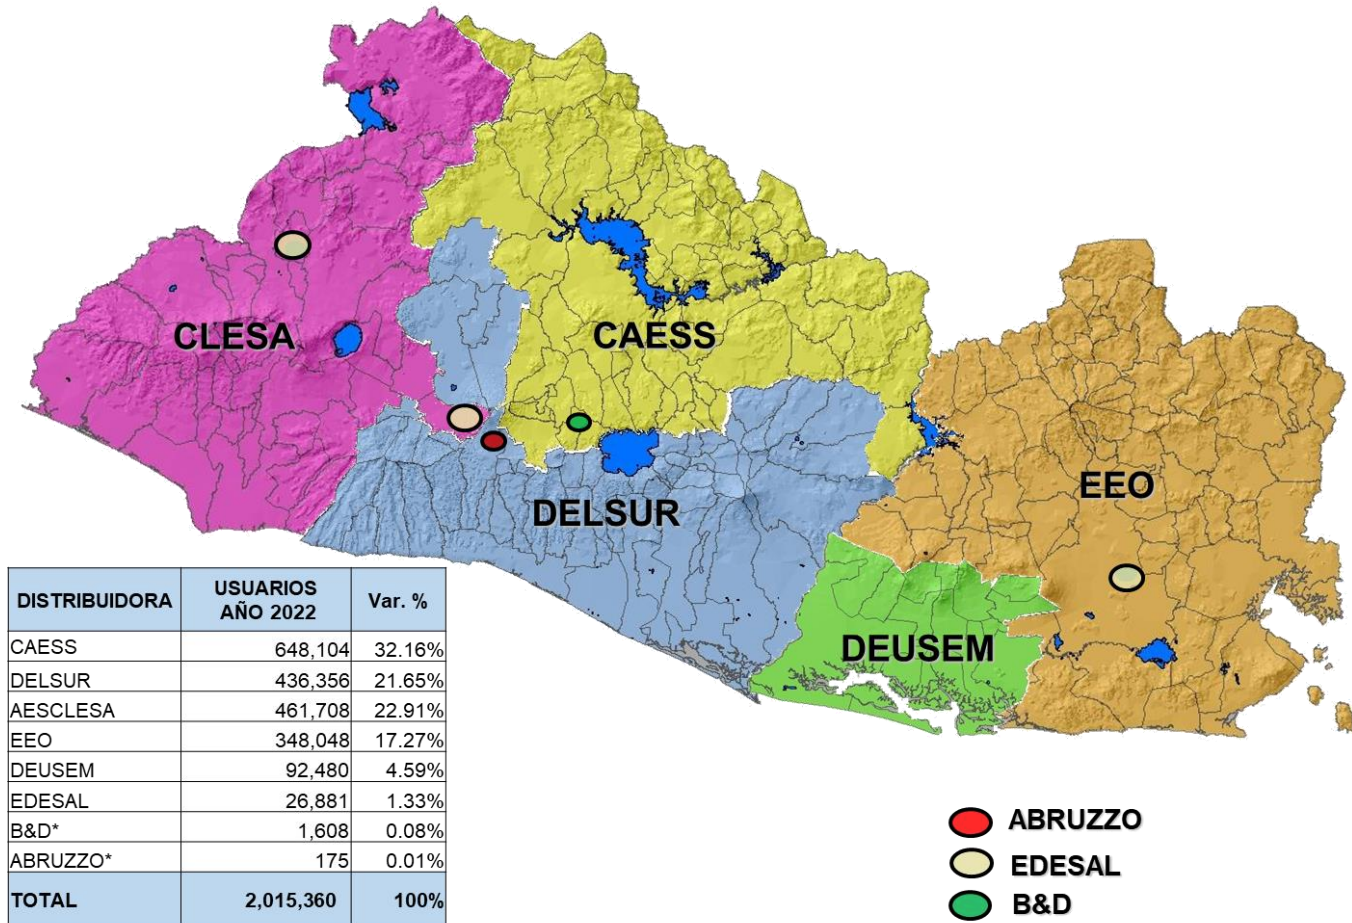 CLESA
CAESS
DELSUR
EEO
DEUSEM
DISTRIBUIDORA USUARIOS AÑO 2022 Var. %
CAESS 648,104 32.16%
DELSUR 436,356 21.65%
AESCLESA 461,708 22.91%
EEO 348,048 17.27%
DEUSEM 92,480 4.59%
EDESAL 26,881 1.33%
B&D* 1,608 0.08%
ABRUZZO* 175 0.01%
TOTAL 2,015,360 100%
ABRUZZO
EDESAL
B&D